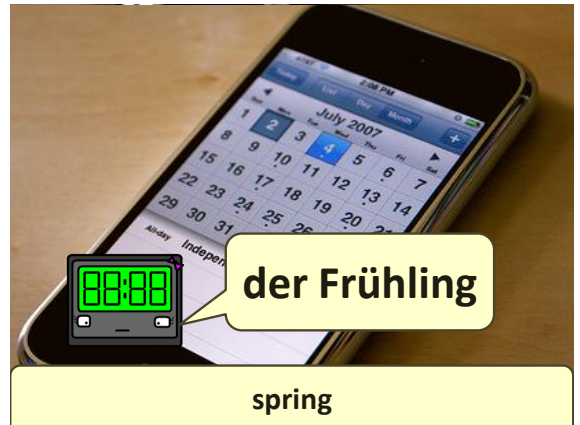 AT&T 2:08 PM
Today List Day Month +
July 2007
Sun Mon Tue Wed Thu Fri Sat
1 2 3 4 5 6 7
8 9 10 11 12 13 14
15 16 17 18 19 20 21
22 23 24 25 26
29 30 31
All-day Indepen
88:88
der Frühling
spring